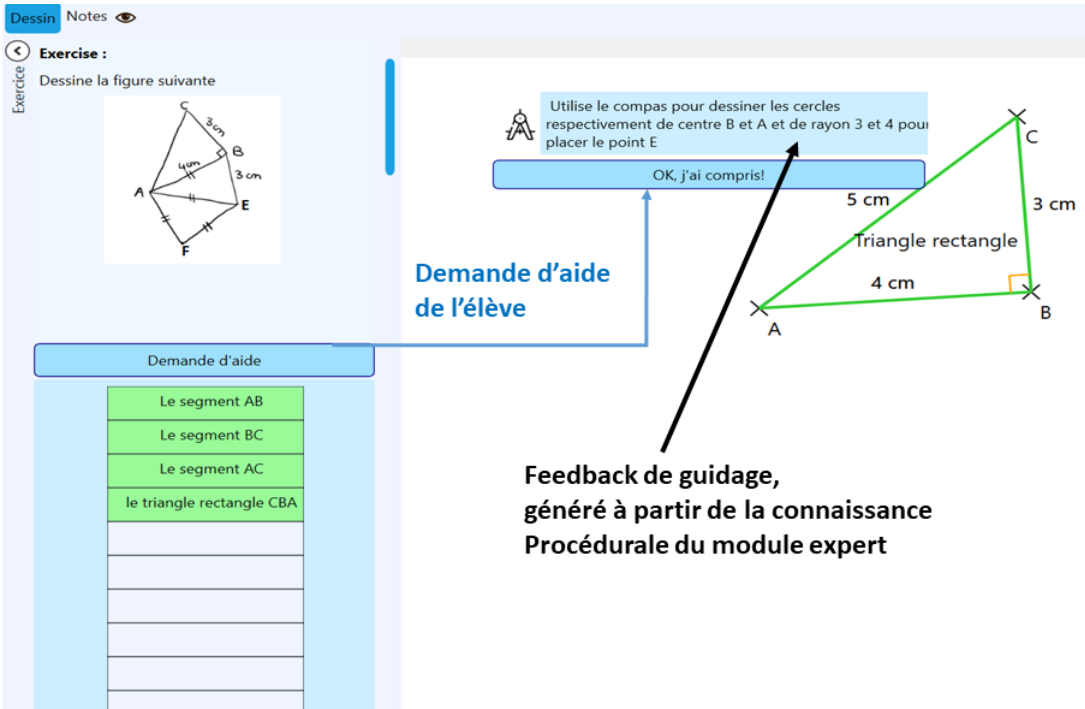 Dessin Notes
Exercice
Exercise :
Dessine la figure suivante
C
3cm
B
4cm
3 cm
A
E
F
Demande d'aide
Le segment AB
Le segment BC
Le segment AC
le triangle rectangle CBA
Utilise le compas pour dessiner les cercles
respectivement de centre B et A et de rayon 3 et 4 pour
placer le point E
OK, j'ai compris!
C
5 cm
3 cm
Triangle rectangle
4 cm
A
B
Demande d’aide
de l’élève
Feedback de guidage,
généré à partir de la connaissance
Procédurale du module expert